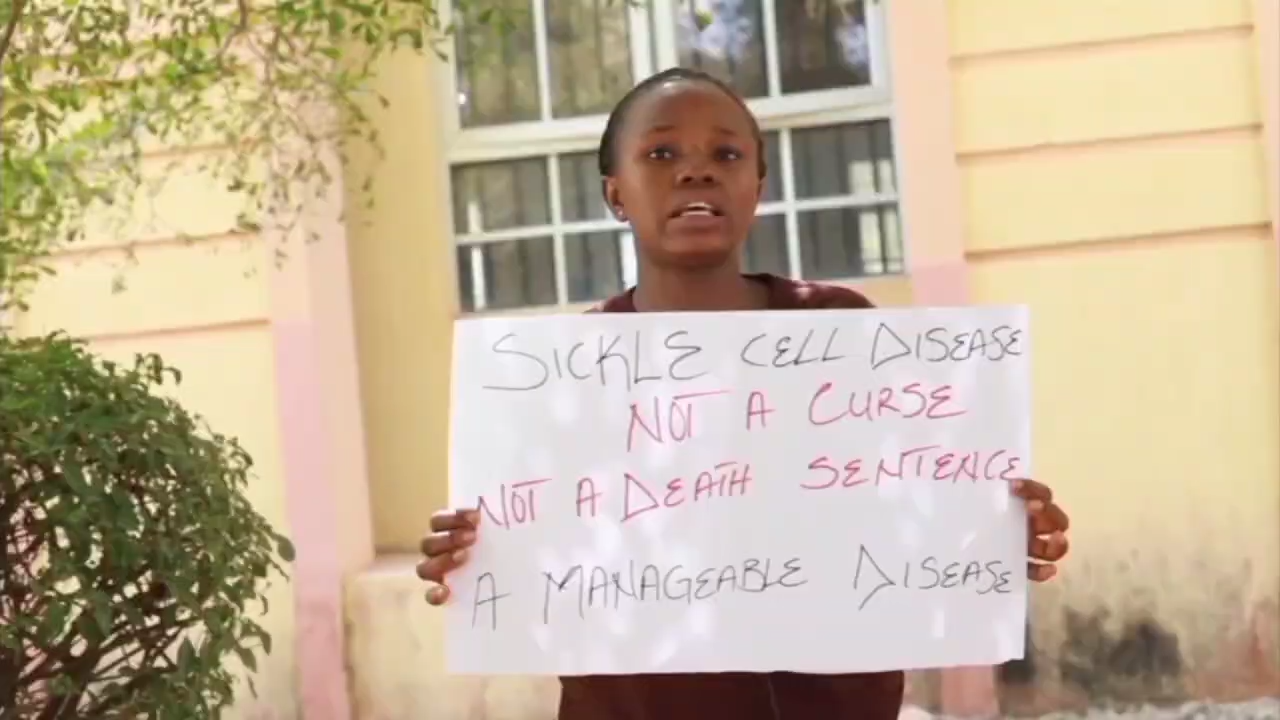 SICKLE CELL DISEASE
NOT A CURSE
NOT A DEATH SENTENCE
A MANAGEABLE DISEASE